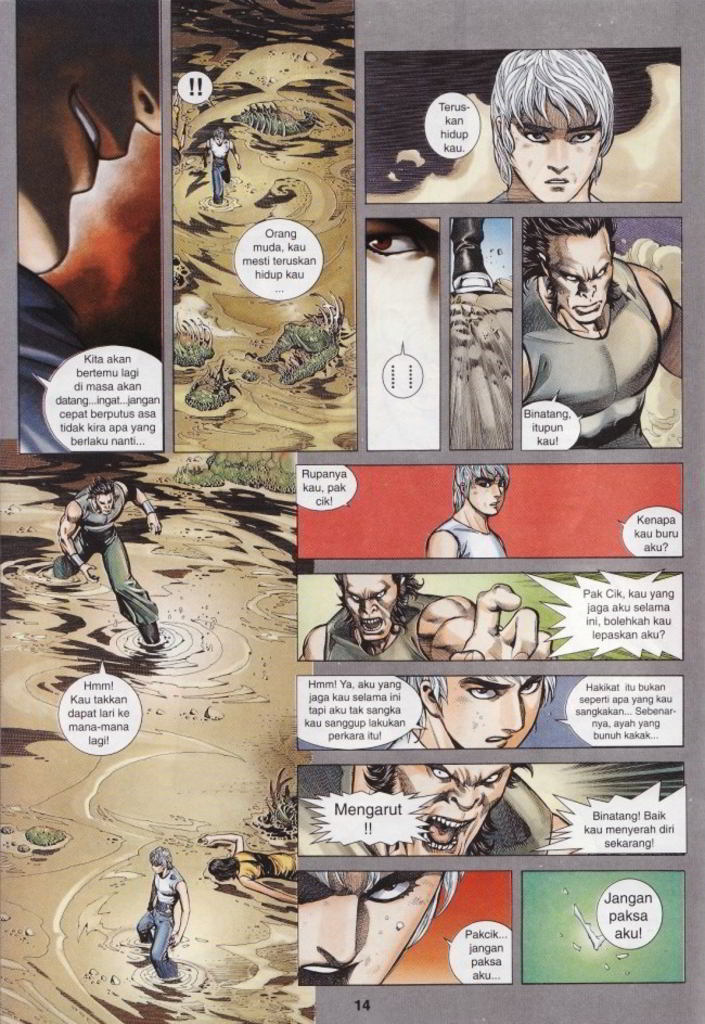 !!
Orang
muda, kau
mesti teruskan
hidup kau
...
Kita akan
bertemu lagi
di masa akan
datang...ingat...jangan
cepat berputus asa
tidak kira apa yang
berlaku nanti...
Terus-
kan
hidup
kau.
Binatang,
itupun
kau!
Hmm!
Kau takkan
dapat lari ke
mana-mana
lagi!
Rupanya
kau, pak
cik!
Kenapa
kau buru
aku?
Pak Cik, kau yang
jaga aku selama
ini, bolehkah kau
lepaskan aku?
Hmm! Ya, aku yang
jaga kau selama ini
tapi aku tak sangka
kau sanggup lakukan
perkara itu!
Hakikat itu bukan
seperti apa yang kau
sangkakan... Sebenar-
nya, ayah yang
bunuh kakak...
Mengarut
!!
Binatang! Baik
kau menyerah diri
sekarang!
Pakcik...
jangan
paksa
aku...
Jangan
paksa
aku!
14